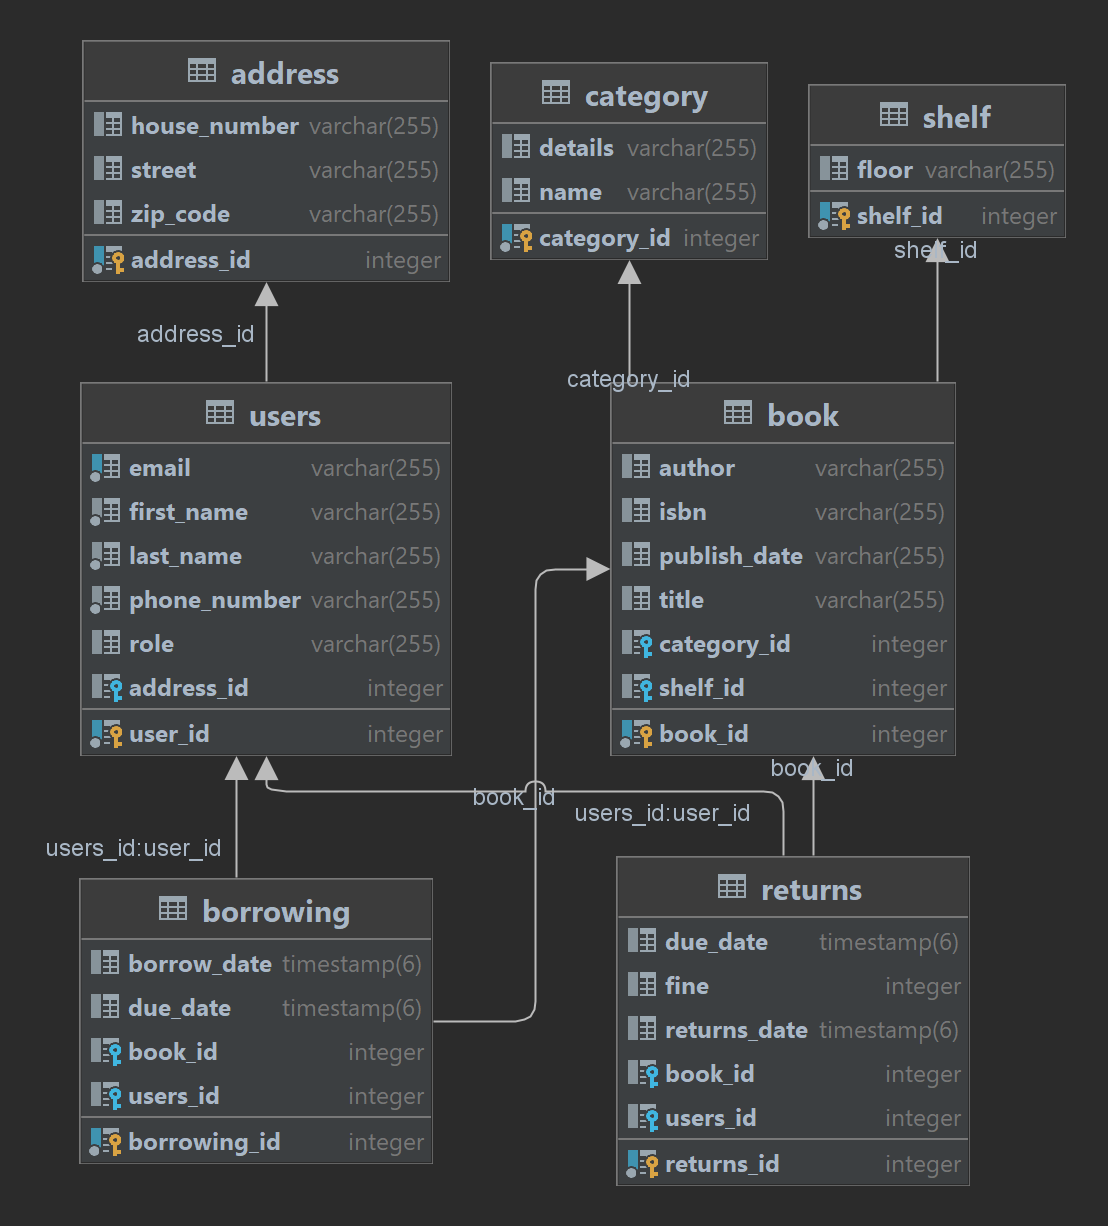 address
house_number varchar(255)
street varchar(255)
zip_code varchar(255)
address_id integer
category
details varchar(255)
name varchar(255)
category_id integer
shelf
floor varchar(255)
shelf_id integer
shelf_id
address_id
category_id
users
email varchar(255)
first_name varchar(255)
last_name varchar(255)
phone_number varchar(255)
role varchar(255)
address_id integer
user_id integer
book
author varchar(255)
isbn varchar(255)
publish_date varchar(255)
title varchar(255)
category_id integer
shelf_id integer
book_id integer
book_id
book_id
users_id:user_id
users_id:user_id
borrowing
borrow_date timestamp(6)
due_date timestamp(6)
book_id integer
users_id integer
borrowing_id integer
returns
due_date timestamp(6)
fine integer
returns_date timestamp(6)
book_id integer
users_id integer
returns_id integer